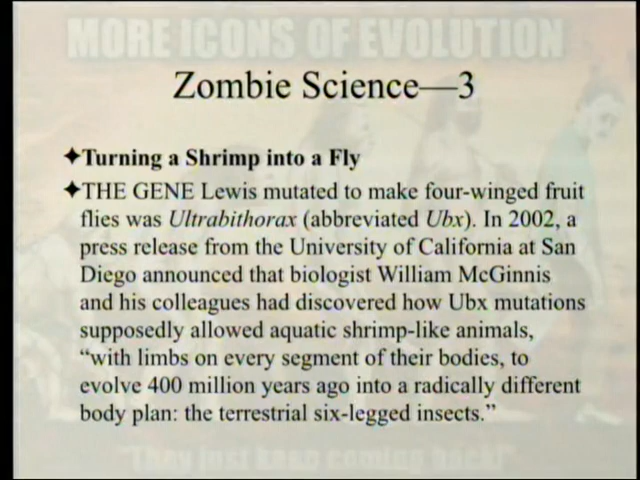 MORE ICONS OF EVOLUTION
Zombie Science—3
✦Turning a Shrimp into a Fly
✦THE GENE Lewis mutated to make four-winged fruit
flies was Ultrabithorax (abbreviated Ubx). In 2002, a
press release from the University of California at San
Diego announced that biologist William McGinnis
and his colleagues had discovered how Ubx mutations
supposedly allowed aquatic shrimp-like animals,
“with limbs on every segment of their bodies, to
evolve 400 million years ago into a radically different
body plan: the terrestrial six-legged insects.”
"They just keep coming back!"